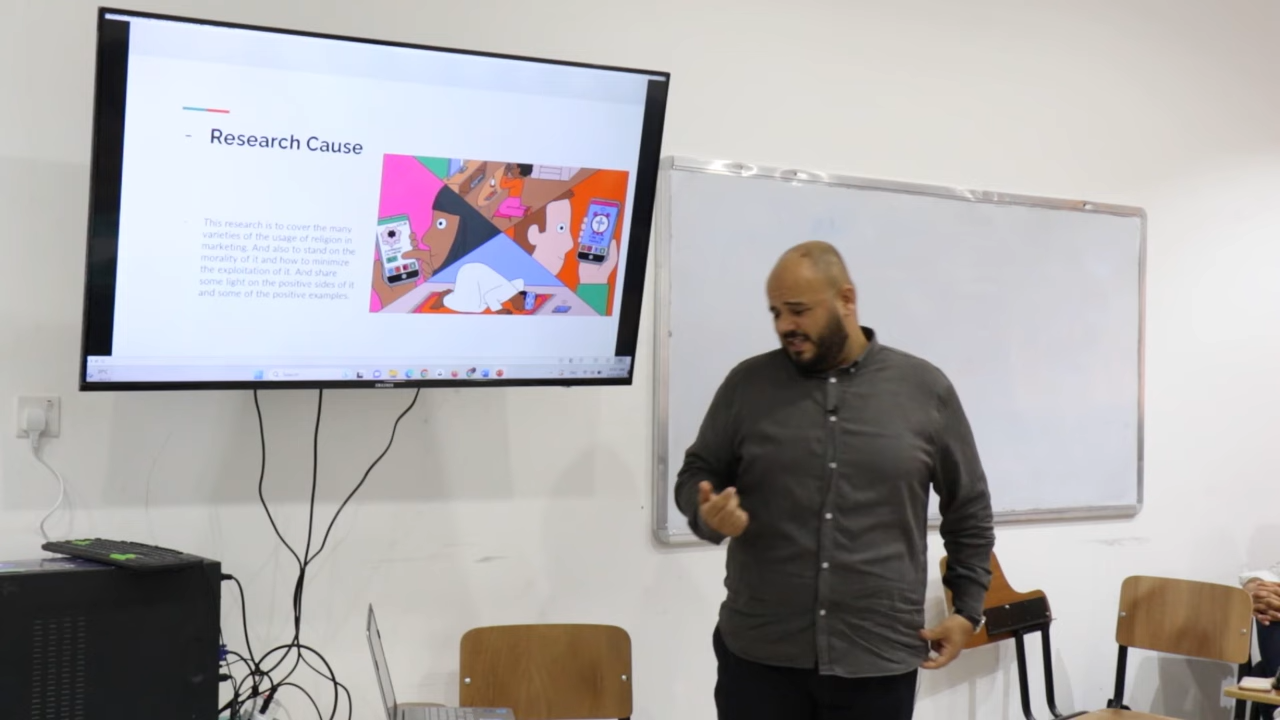 - Research Cause
This research is to cover the many
varieties of the usage of religion in
marketing. And also to stand on the
morality of it and how to minimize
the exploitation of it. And share
some light on the positive sides of it
and some of the positive examples.
Search